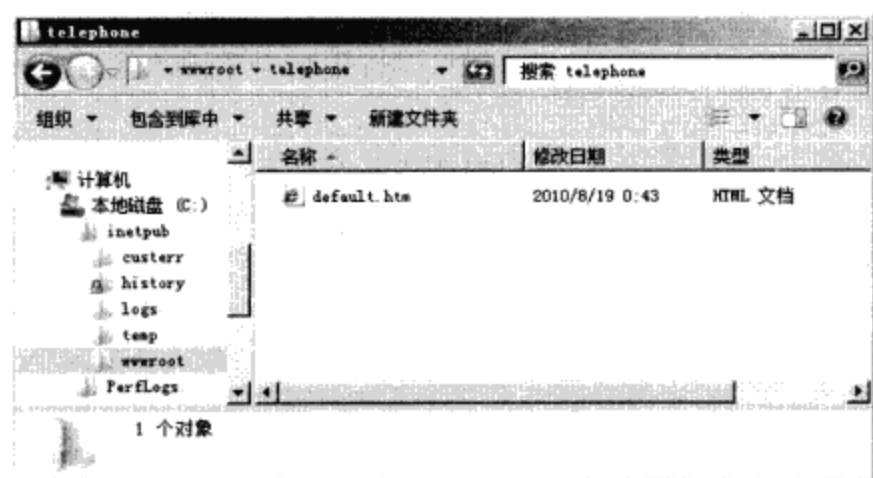 telephone
wwwroot telephone 搜索 telephone
组织 包含到库中 共享 新建文件夹
名称 修改日期 类型
计算机
本地磁盘 (C:)
inetpub
custerr
history
logs
temp
wwwroot
PerfLogs
default.htm 2010/8/19 0:43 HTML 文档
1 个对象